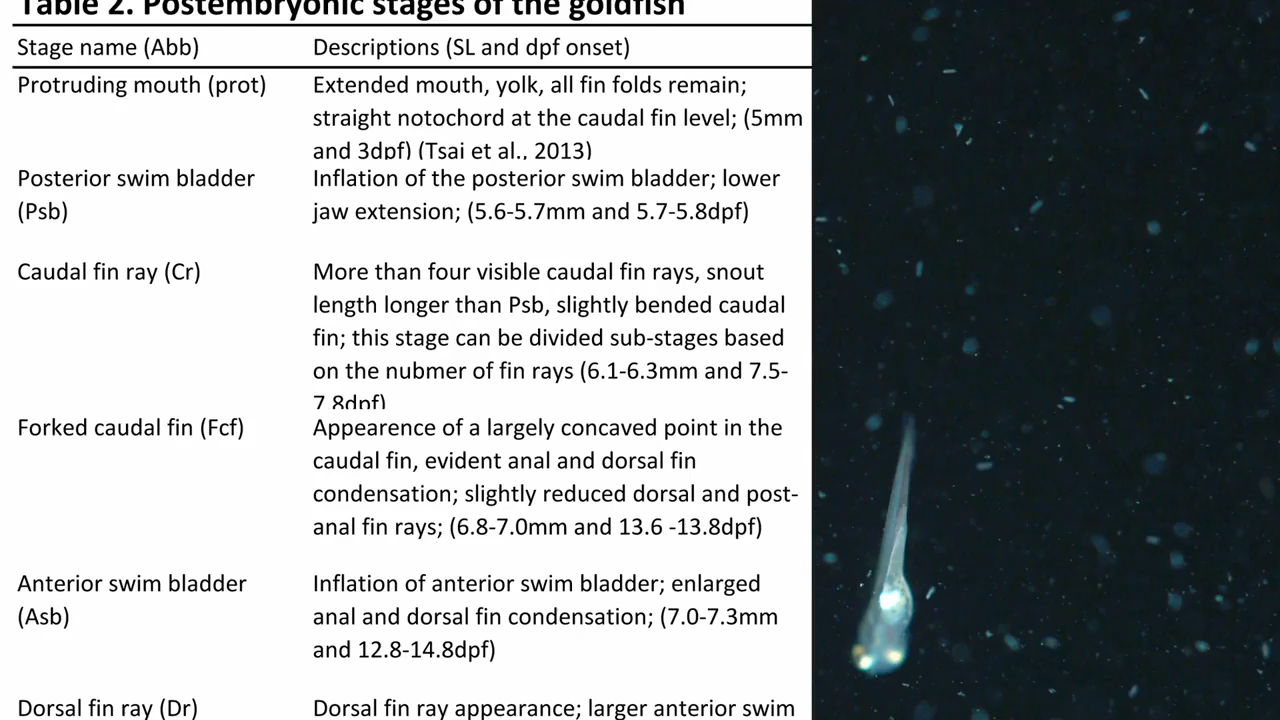 Table 2. Postembryonic stages of the goldfish
Stage name (Abb) Descriptions (SL and dpf onset)
Protruding mouth (prot) Extended mouth, yolk, all fin folds remain;
straight notochord at the caudal fin level; (5mm
and 3dpf) (Tsai et al., 2013)
Posterior swim bladder Inflation of the posterior swim bladder; lower
(Psb) jaw extension; (5.6-5.7mm and 5.7-5.8dpf)
Caudal fin ray (Cr) More than four visible caudal fin rays, snout
length longer than Psb, slightly bended caudal
fin; this stage can be divided sub-stages based
on the nubmer of fin rays (6.1-6.3mm and 7.5-
7.8dpf)
Forked caudal fin (Fcf) Appearence of a largely concaved point in the
caudal fin, evident anal and dorsal fin
condensation; slightly reduced dorsal and post-
anal fin rays; (6.8-7.0mm and 13.6 -13.8dpf)
Anterior swim bladder Inflation of anterior swim bladder; enlarged
(Asb) anal and dorsal fin condensation; (7.0-7.3mm
and 12.8-14.8dpf)
Dorsal fin ray (Dr) Dorsal fin ray appearance; larger anterior swim